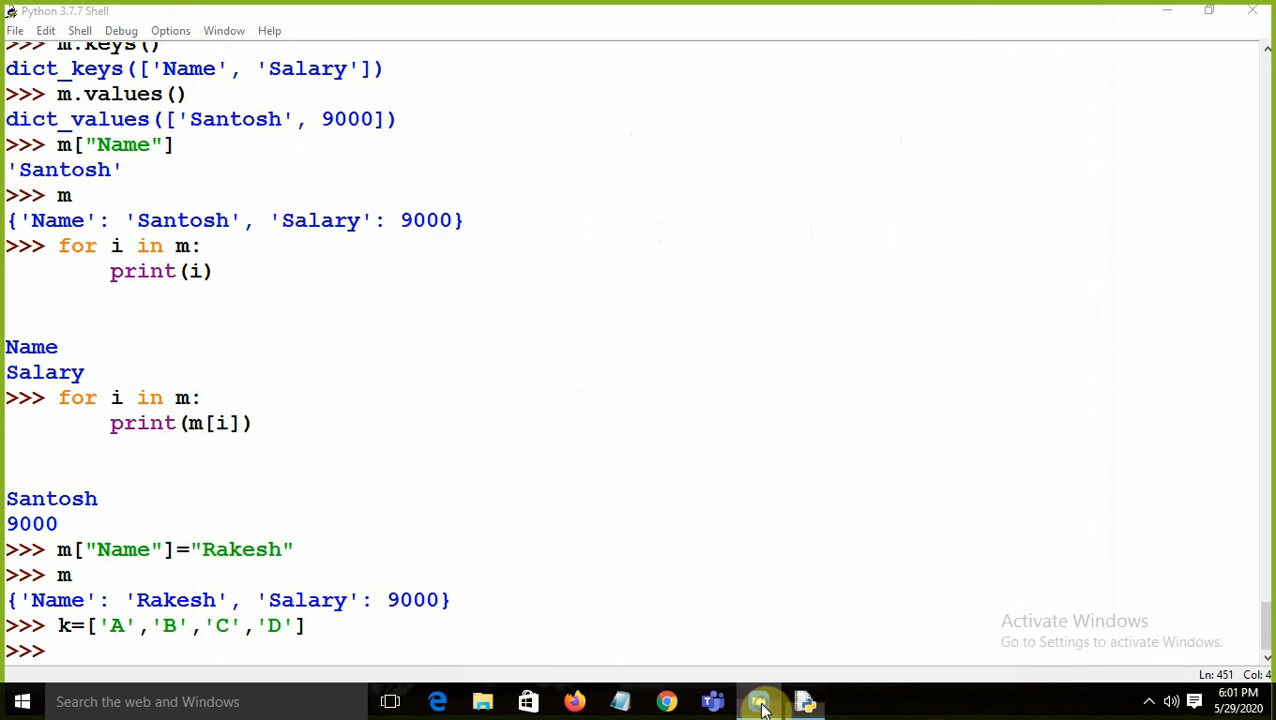 Python 3.7.7 Shell
File Edit Shell Debug Options Window Help
>>> m.keys()
dict_keys(['Name', 'Salary'])
>>> m.values()
dict_values(['Santosh', 9000])
>>> m["Name"]
'Santosh'
>>> m
{'Name': 'Santosh', 'Salary': 9000}
>>> for i in m:
print(i)
Name
Salary
>>> for i in m:
print(m[i])
Santosh
9000
>>> m["Name"]="Rakesh"
>>> m
{'Name': 'Rakesh', 'Salary': 9000}
>>> k=['A','B','C','D']
>>>
Activate Windows
Go to Settings to activate Windows.
Ln: 451 Col: 4
Search the web and Windows
6:01 PM
5/29/2020